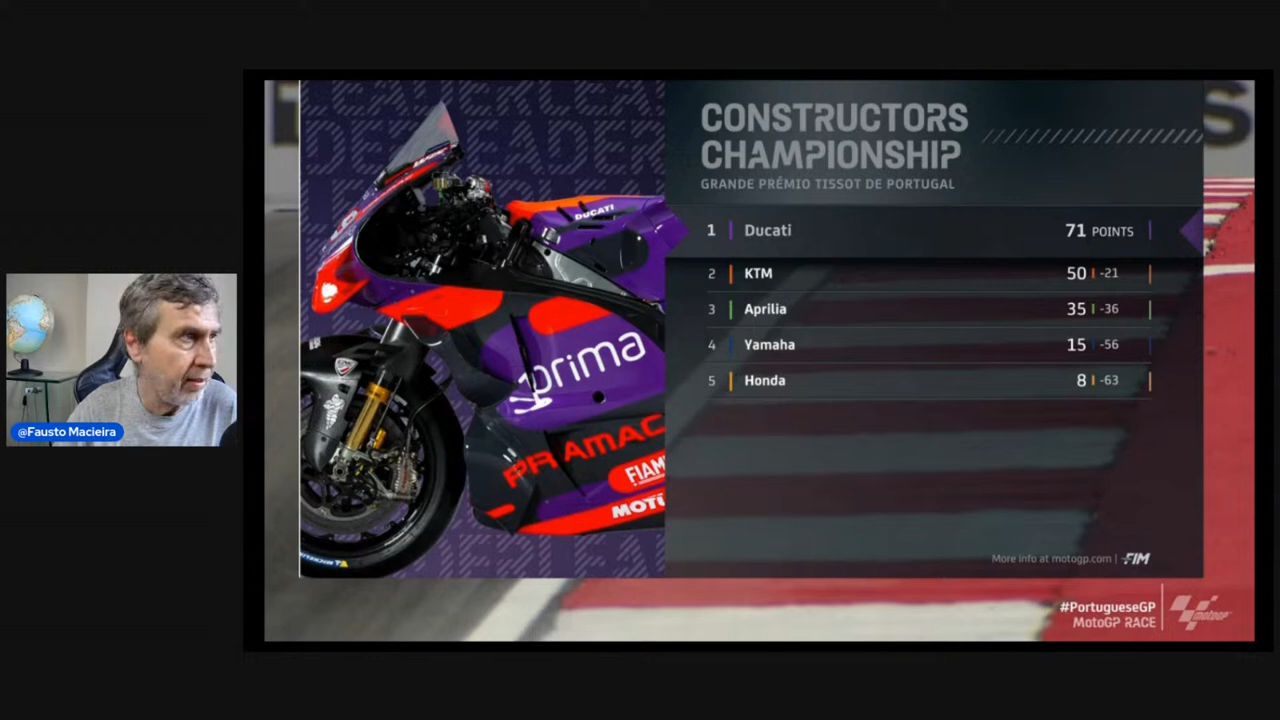 CONSTRUCTORS
CHAMPIONSHIP
GRANDE PRÊMIO TISSOT DE PORTUGAL
1 Ducati 71 POINTS
2 KTM 50 -21
3 Aprilia 35 -36
4 Yamaha 15 -56
5 Honda 8 -63
DUCATI
prima
PRAMAC
FIAM
MOTU
@Fausto Macieira
More info at motogp.com | FIM
#PortugueseGP
MotoGP RACE
motoGP